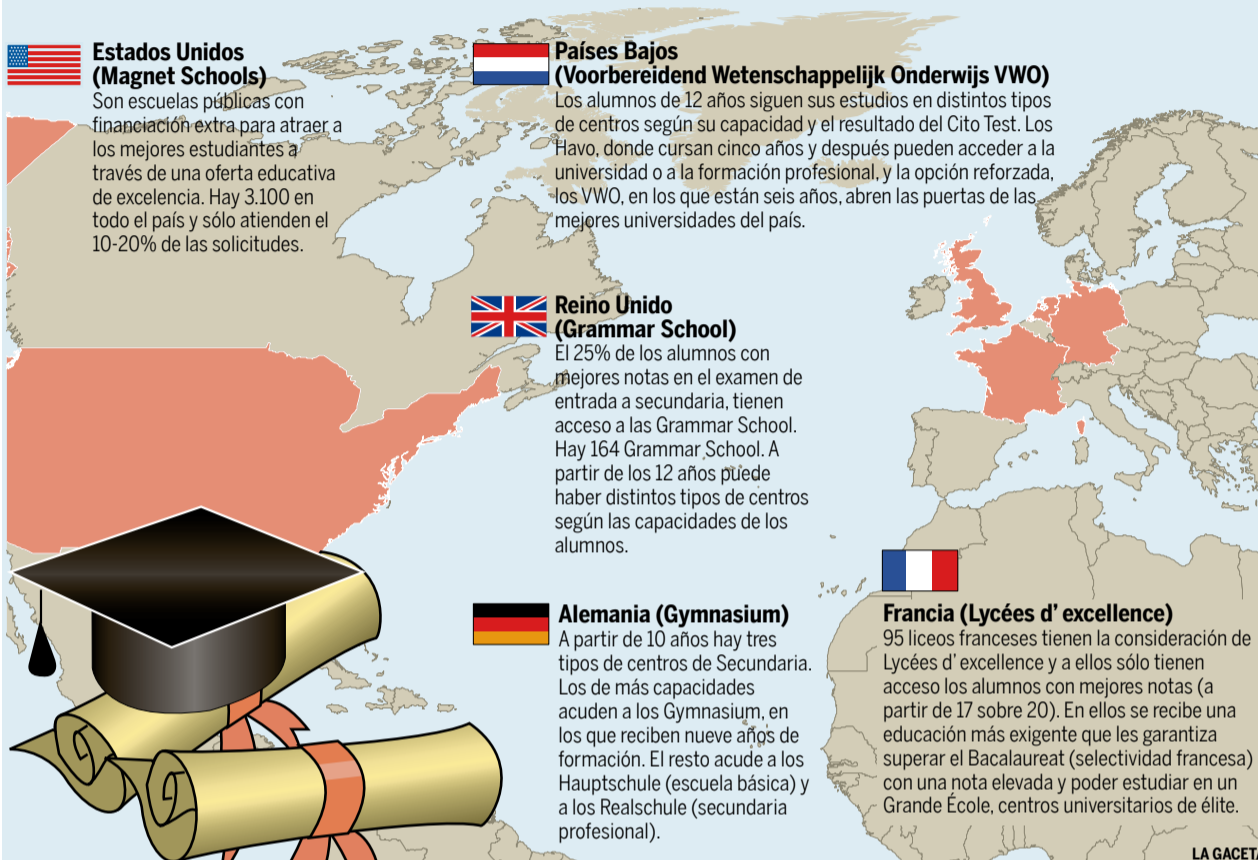 Estados Unidos
(Magnet Schools)
Son escuelas públicas con
financiación extra para atraer a
los mejores estudiantes a
través de una oferta educativa
de excelencia. Hay 3.100 en
todo el país y sólo atienden el
10-20% de las solicitudes.
Países Bajos
(Voorbereidend Wetenschappelijk Onderwijs VWO)
Los alumnos de 12 años siguen sus estudios en distintos tipos
de centros según su capacidad y el resultado del Cito Test. Los
Havo, donde cursan cinco años y después pueden acceder a la
universidad o a la formación profesional, y la opción reforzada,
los VWO, en los que están seis años, abren las puertas de las
mejores universidades del país.
Reino Unido
(Grammar School)
El 25% de los alumnos con
mejores notas en el examen de
entrada a secundaria, tienen
acceso a las Grammar School.
Hay 164 Grammar School. A
partir de los 12 años puede
haber distintos tipos de centros
según las capacidades de los
alumnos.
Alemania (Gymnasium)
A partir de 10 años hay tres
tipos de centros de Secundaria.
Los de más capacidades
acuden a los Gymnasium, en
los que reciben nueve años de
formación. El resto acude a los
Hauptschule (escuela básica) y
a los Realschule (secundaria
profesional).
Francia (Lycées d' excellence)
95 liceos franceses tienen la consideración de
Lycées d' excellence y a ellos sólo tienen
acceso los alumnos con mejores notas (a
partir de 17 sobre 20). En ellos se recibe una
educación más exigente que les garantiza
superar el Bacalaureat (selectividad francesa)
con una nota elevada y poder estudiar en un
Grande École, centros universitarios de élite.
LA GACETA